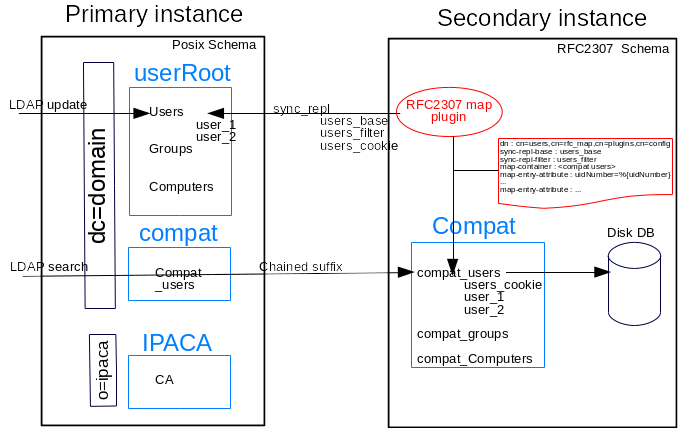 Primary instance
Secondary instance
Posix Schema
RFC2307  Schema
userRoot
LDAP update
Users
user_1
user_2
Groups
Computers
dc=domain
sync_repl
users_base
users_filter
users_cookie
RFC2307 map
plugin
dn : cn=users,cn=rfc_map,cn=plugins,cn=config
sync-repl-base : users_base
sync-repl-filter : users_filter
map-container : <compat users>
map-entry-attribute : uidNumber=%{uidNumber}
...
map-entry-attribute : ...
compat
LDAP search
Compat
_users
Chained suffix
Compat
compat_users
users_cookie
user_1
user_2
compat_groups
compat_Computers
Disk DB
IPACA
o=ipaca
CA